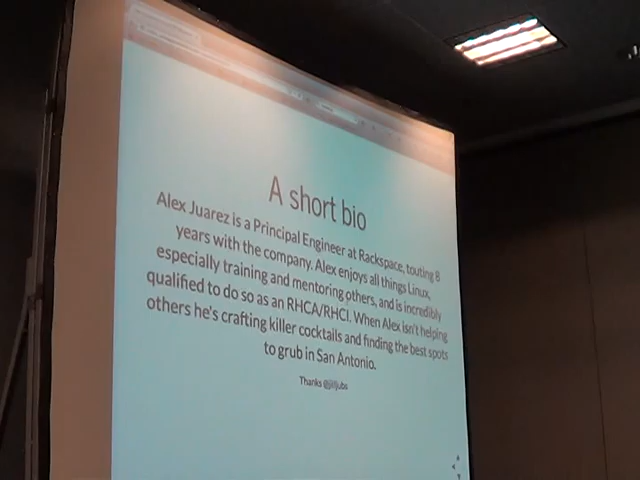 A short bio
Alex Juarez is a Principal Engineer at Rackspace, touting 8
years with the company. Alex enjoys all things Linux,
especially training and mentoring others, and is incredibly
qualified to do so as an RHCA/RHCI. When Alex isn't helping
others he's crafting killer cocktails and finding the best spots
to grub in San Antonio.
Thanks @jjlljubs